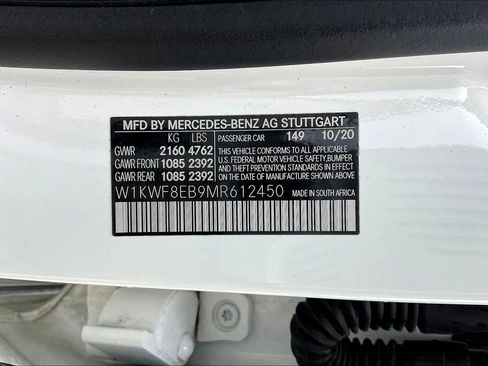 MFD BY MERCEDES-BENZ AG STUTTGART
KG LBS PASSENGER CAR 149 10/20
GVWR 2160 4762
GAWR FRONT 1085 2392
GAWR REAR 1085 2392
THIS VEHICLE CONFORMS TO ALL APPLICABLE
U.S. FEDERAL MOTOR VEHICLE SAFETY, BUMPER
AND THEFT PREVENTION STANDARDS IN EFFECT
ON THE DATE OF MANUFACTURE SHOWN ABOVE
W1KWF8EB9MR612450 MADE IN SOUTH AFRICA